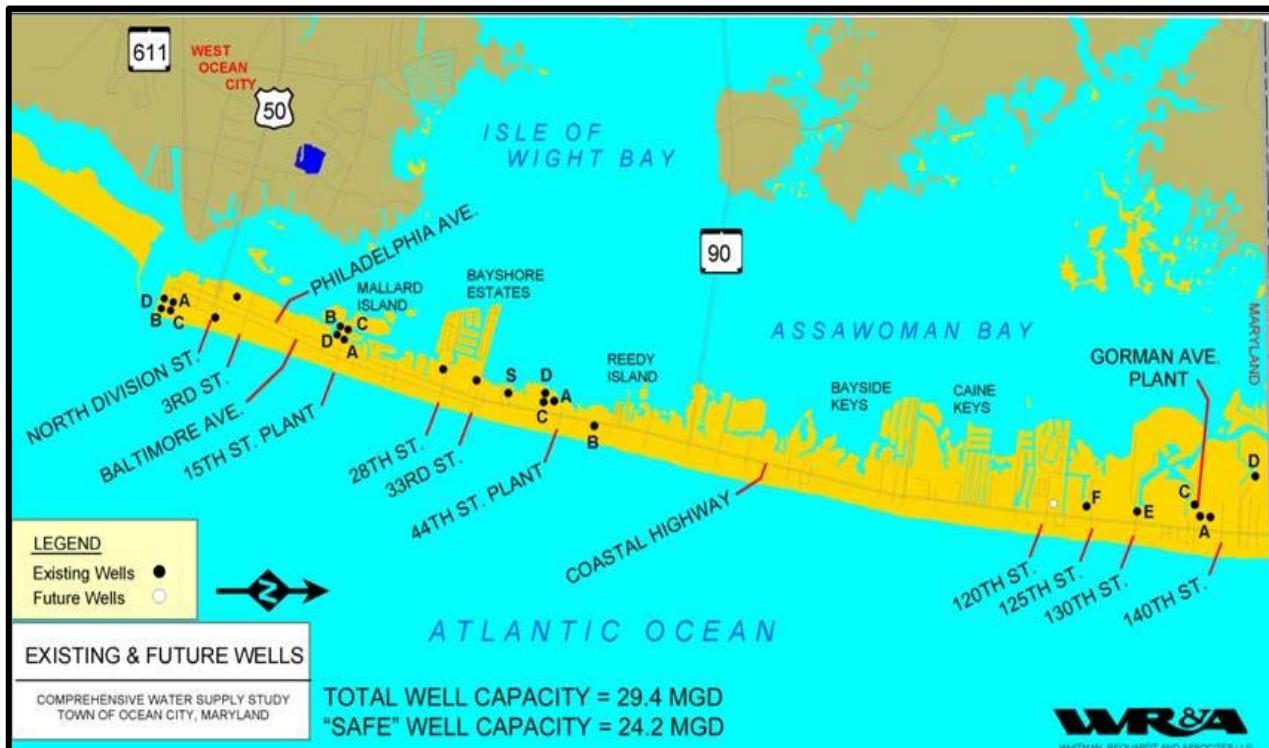 611
WEST
OCEAN
CITY
50
ISLE OF
WIGHT BAY
PHILADELPHIA AVE.
90
MALLARD
ISLAND
BAYSHORE
ESTATES
ASSAWOMAN BAY
MARYLAND
GORMAN AVE.
PLANT
REEDY
ISLAND
BAYSIDE
KEYS
CAINE
KEYS
D
A
B
C
B
C
D
A
S
D
A
C
B
F
E
C
A
D
NORTH DIVISION ST.
3RD ST.
BALTIMORE AVE.
15TH ST. PLANT
28TH ST.
33RD ST.
44TH ST. PLANT
COASTAL HIGHWAY
120TH ST.
125TH ST.
130TH ST.
140TH ST.
LEGEND
Existing Wells
Future Wells
N
ATLANTIC OCEAN
EXISTING & FUTURE WELLS
COMPREHENSIVE WATER SUPPLY STUDY
TOWN OF OCEAN CITY, MARYLAND
TOTAL WELL CAPACITY = 29.4 MGD
"SAFE" WELL CAPACITY = 24.2 MGD
WR&A